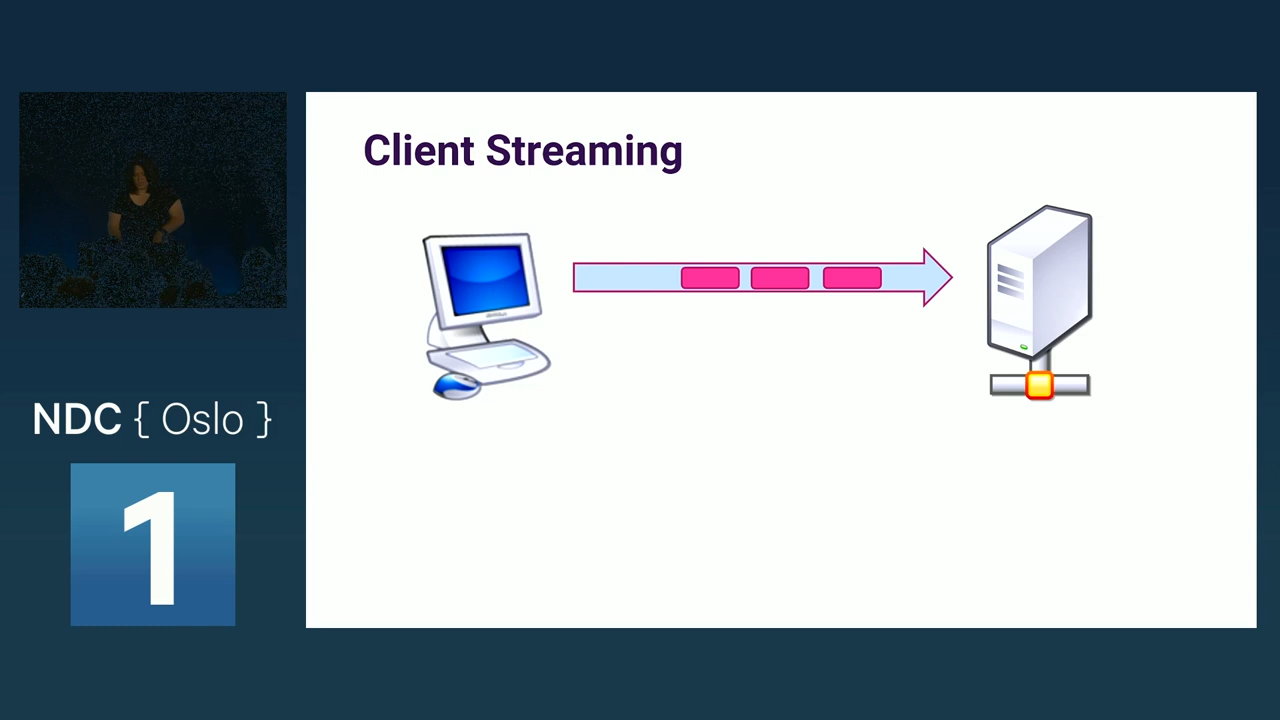 Client Streaming
NDC { Oslo }
1